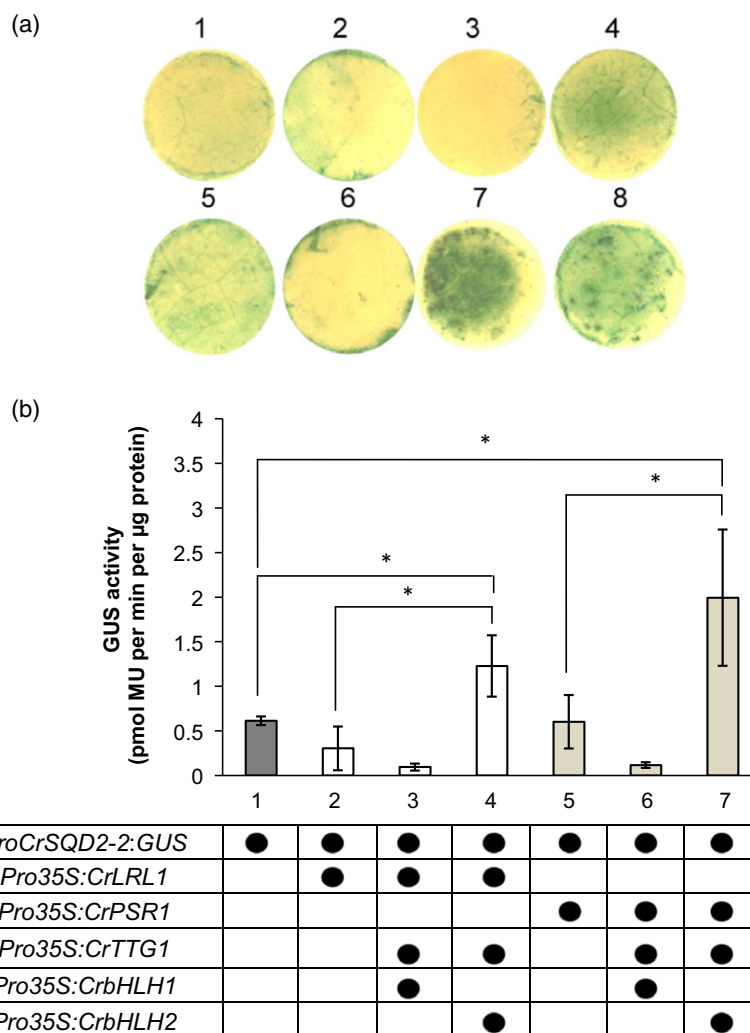 (a)
1 2 3 4
5 6 7 8
(b)
GUS activity
(pmol MU per min per µg protein)
4
3.5
3
2.5
2
1.5
1
0.5
0
*
*
*
*
1 2 3 4 5 6 7
roCrSQD2-2:GUS
Pro35S:CrLRL1
Pro35S:CrPSR1
Pro35S:CrTTG1
Pro35S:CrbHLH1
Pro35S:CrbHLH2